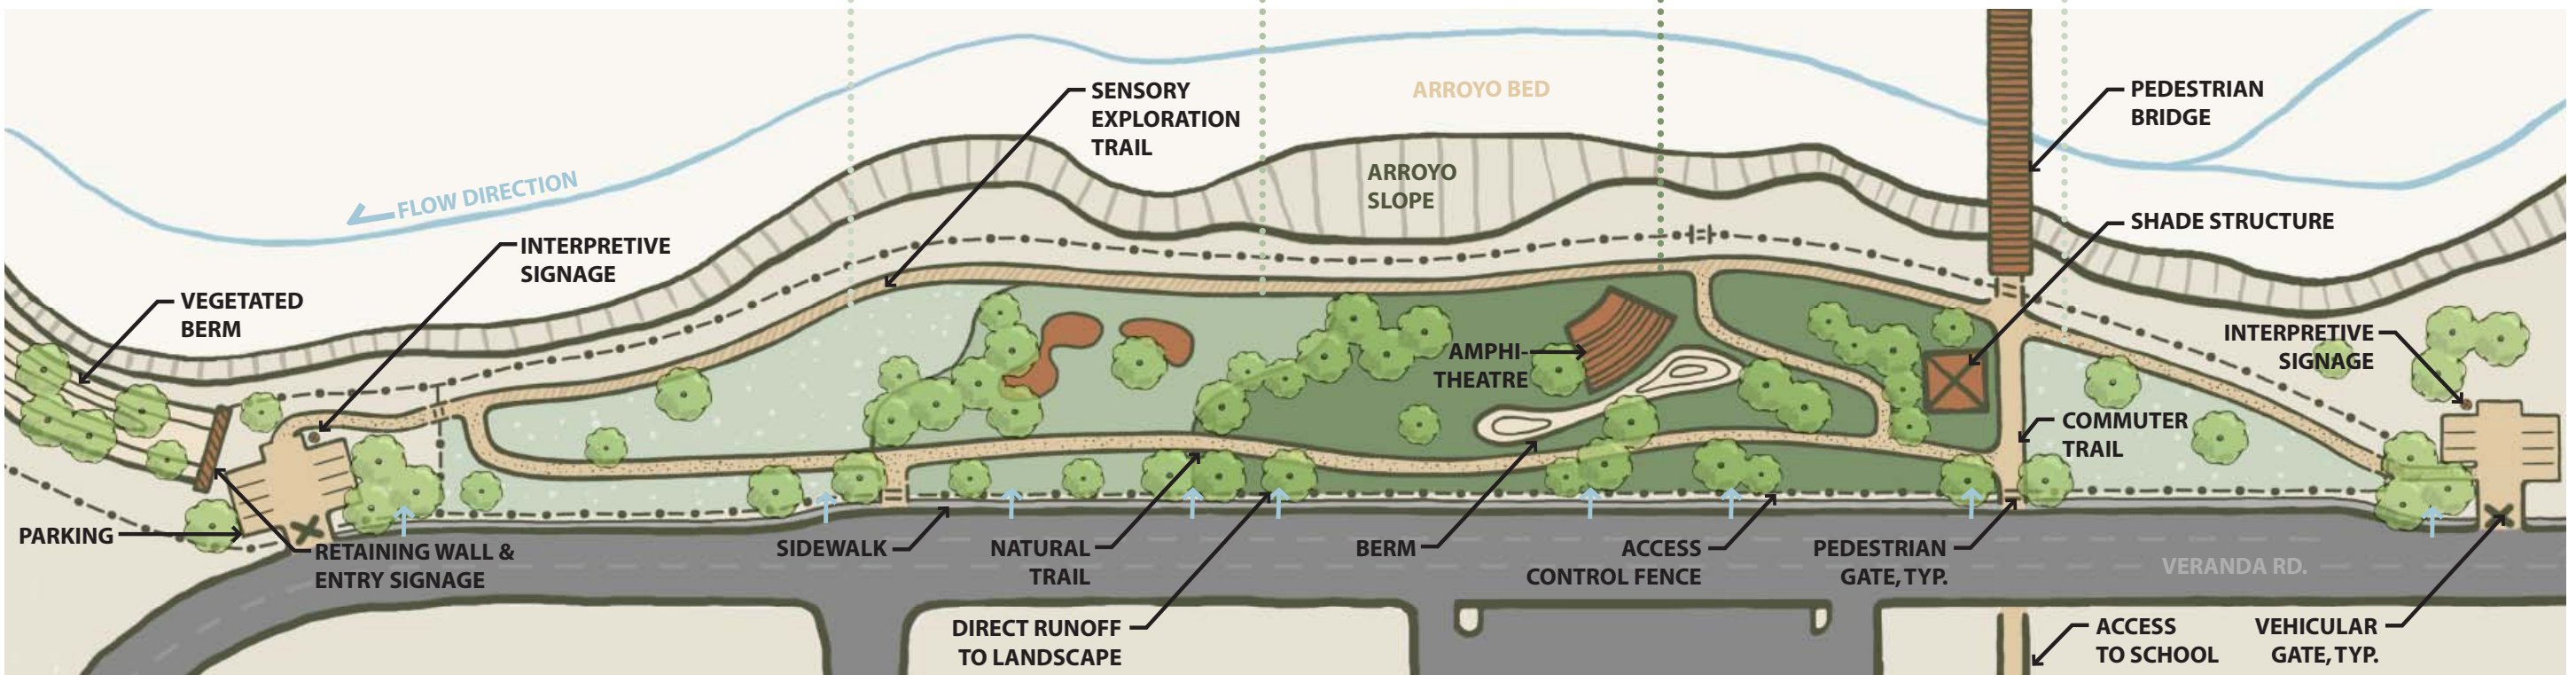 SENSORY
EXPLORATION
TRAIL
ARROYO BED
PEDESTRIAN
BRIDGE
ARROYO
SLOPE
FLOW DIRECTION
SHADE STRUCTURE
INTERPRETIVE
SIGNAGE
VEGETATED
BERM
INTERPRETIVE
SIGNAGE
AMPHI-
THEATRE
COMMUTER
TRAIL
PARKING
RETAINING WALL &
ENTRY SIGNAGE
SIDEWALK
NATURAL
TRAIL
BERM
ACCESS
CONTROL FENCE
PEDESTRIAN
GATE, TYP.
VERANDA RD.
DIRECT RUNOFF
TO LANDSCAPE
ACCESS
TO SCHOOL
VEHICULAR
GATE, TYP.